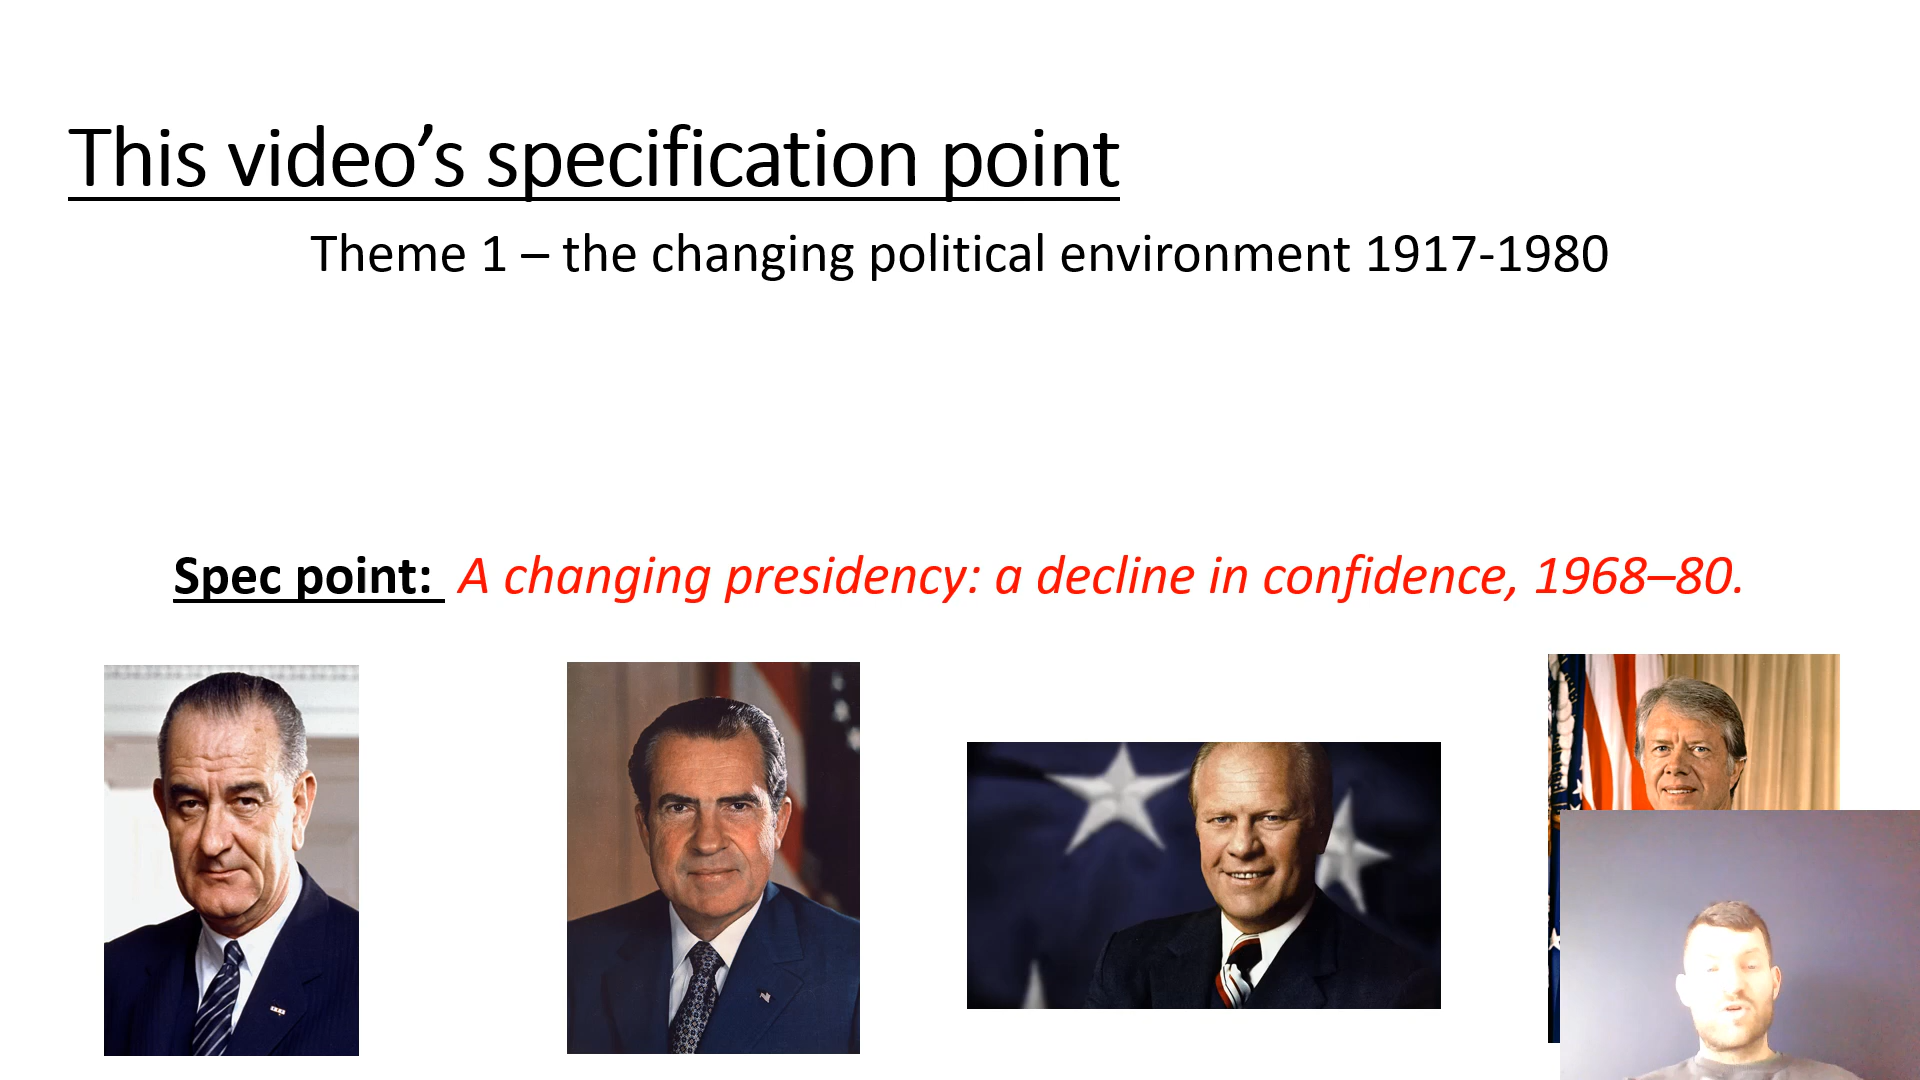 This video’s specification point
Theme 1 – the changing political environment 1917-1980
Spec point: A changing presidency: a decline in confidence, 1968–80.